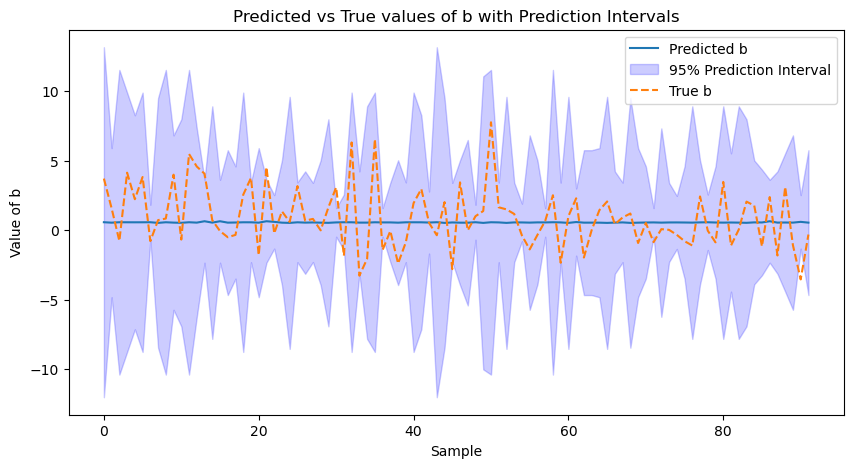 Predicted vs True values of b with Prediction Intervals
Predicted b
95% Prediction Interval
True b
Value of b
10
5
0
−5
−10
0
20
40
60
80
Sample